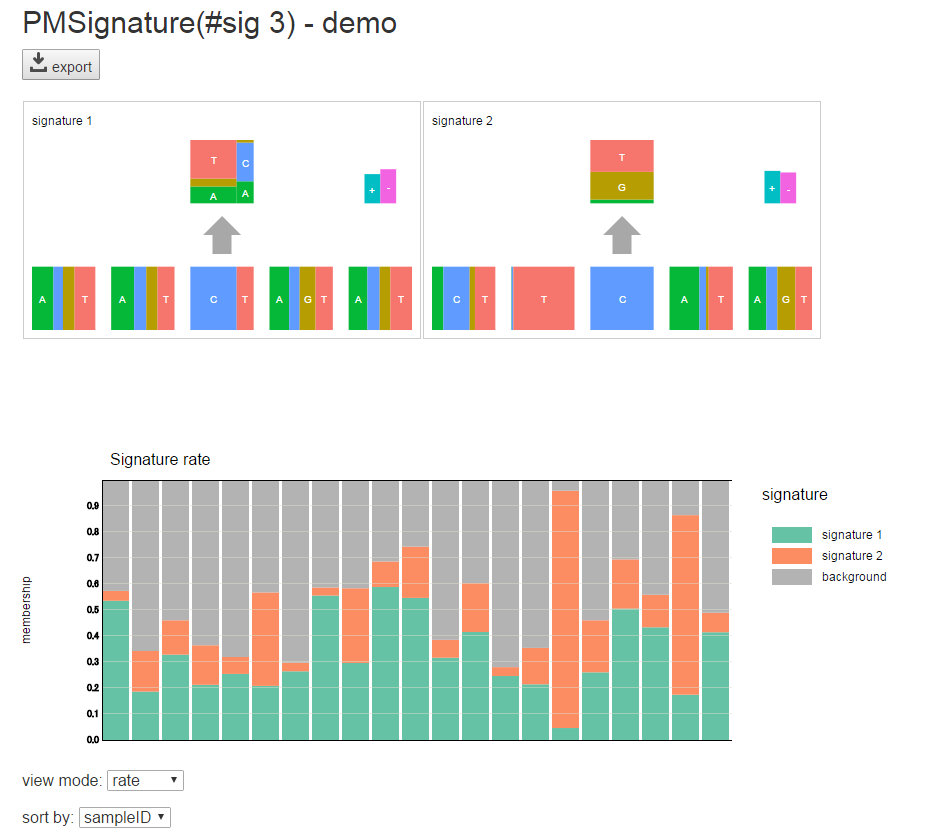 PMSignature(#sig 3) - demo
export
signature 1
T C
A A
+ -
A T A T C T A G T A T
signature 2
T
G
+ -
C T T C A T A G T
Signature rate
membership
0.9
0.8
0.7
0.6
0.5
0.4
0.3
0.2
0.1
0.0
signature
signature 1
signature 2
background
view mode: rate
sort by: sampleID